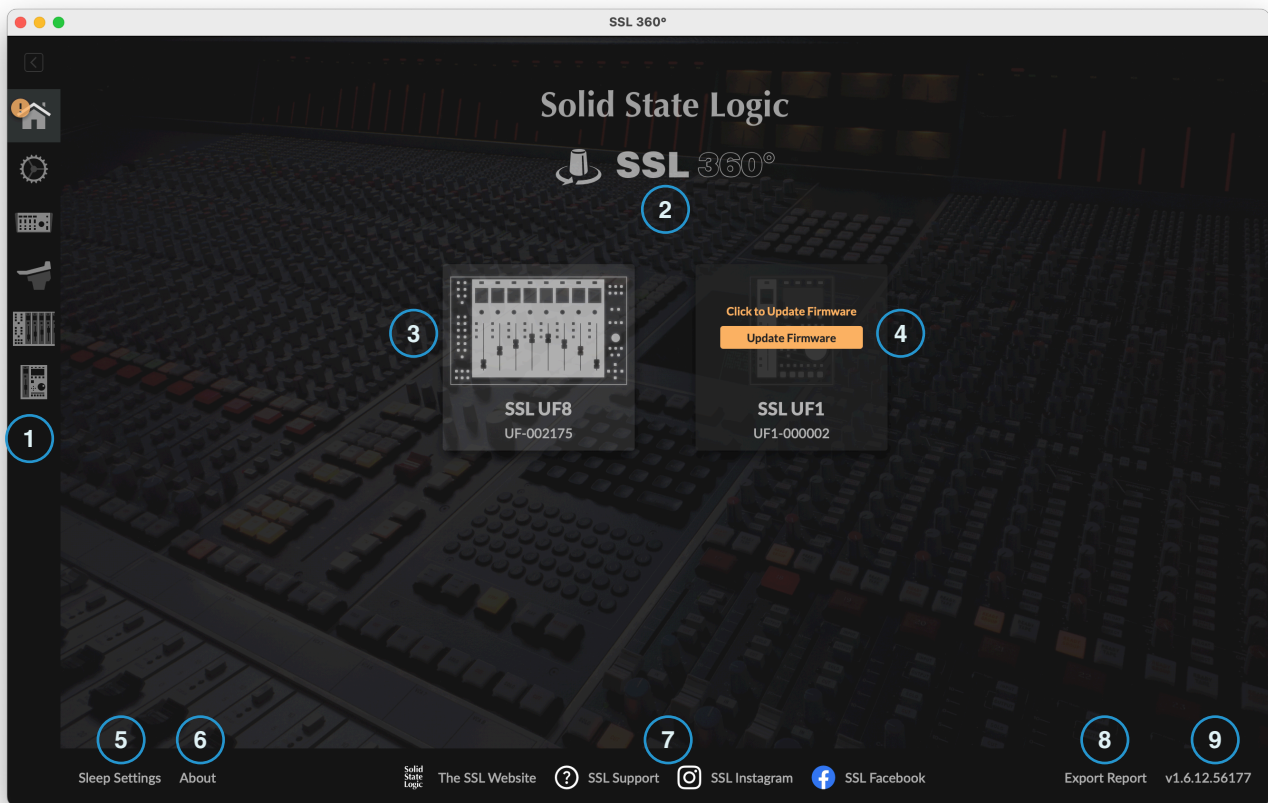 SSL 360°
!
Solid State Logic
SSL 360°
2
3
Click to Update Firmware
Update Firmware
4
SSL UF8
UF-002175
SSL UF1
UF1-000002
1
5
6
7
8
9
Sleep Settings
About
Solid
State
Logic
The SSL Website
?
SSL Support
SSL Instagram
f
SSL Facebook
Export Report
v1.6.12.56177